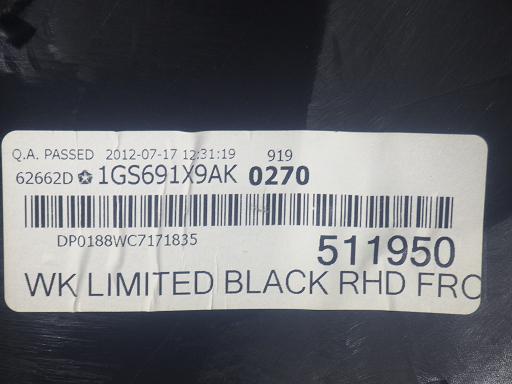 Q.A. PASSED 2012-07-17 12:31:19 919
62662D 1GS691X9AK 0270
DP0188WC7171835
511950
WK LIMITED BLACK RHD FRO